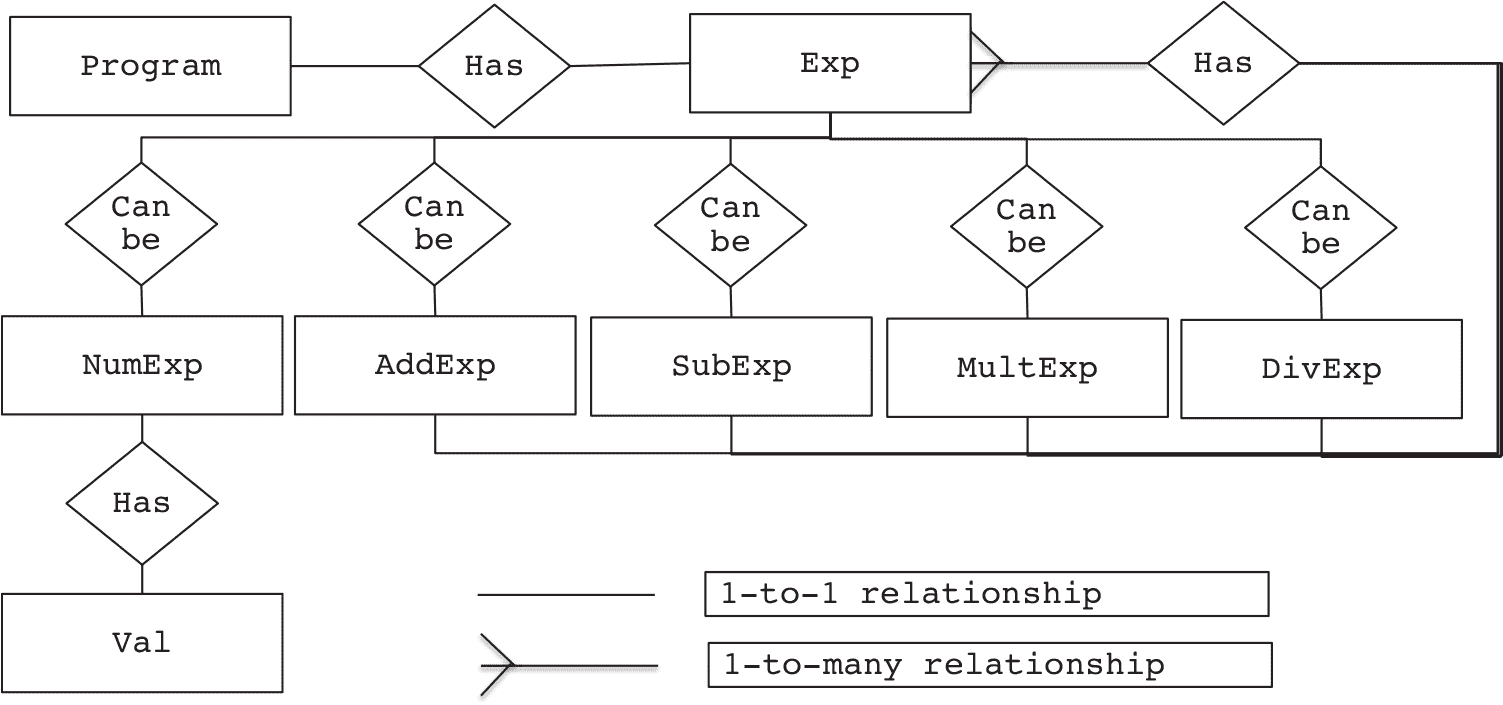 Program
Has
Exp
Has
Can
be
Can
be
Can
be
Can
be
Can
be
NumExp
AddExp
SubExp
MultExp
DivExp
Has
Val
1-to-1 relationship
1-to-many relationship